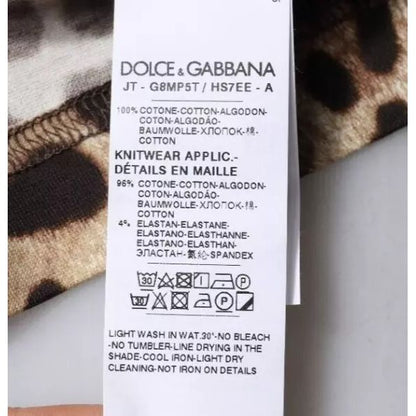 DOLCE & GABBANA
JT - G8MP5T / HS7EE - A
100% COTONE-COTTON-ALGODON-
COTTON-ALGODÃO-
BAUMWOLLE-ХЛОПОК-棉
-COTTON
KNITWEAR APPLIC.-
DÉTAILS EN MAILLE
96% COTONE-COTTON-ALGODON-
COTTON-ALGODÃO-
BAUMWOLLE-ХЛОПОК-棉
-COTTON
4% ELASTAN-ELASTANE-
ELASTANO-ELASTHANNE-
ELASTANO-ELASTHAN-
ЭЛАСТАН-氨纶-SPANDEX
30
30
LIGHT WASH IN WAT.30'-NO BLEACH
-NO TUMBLER-LINE DRYING IN THE
SHADE-COOL IRON-LIGHT DRY
CLEANING-NOT IRON ON DETAILS